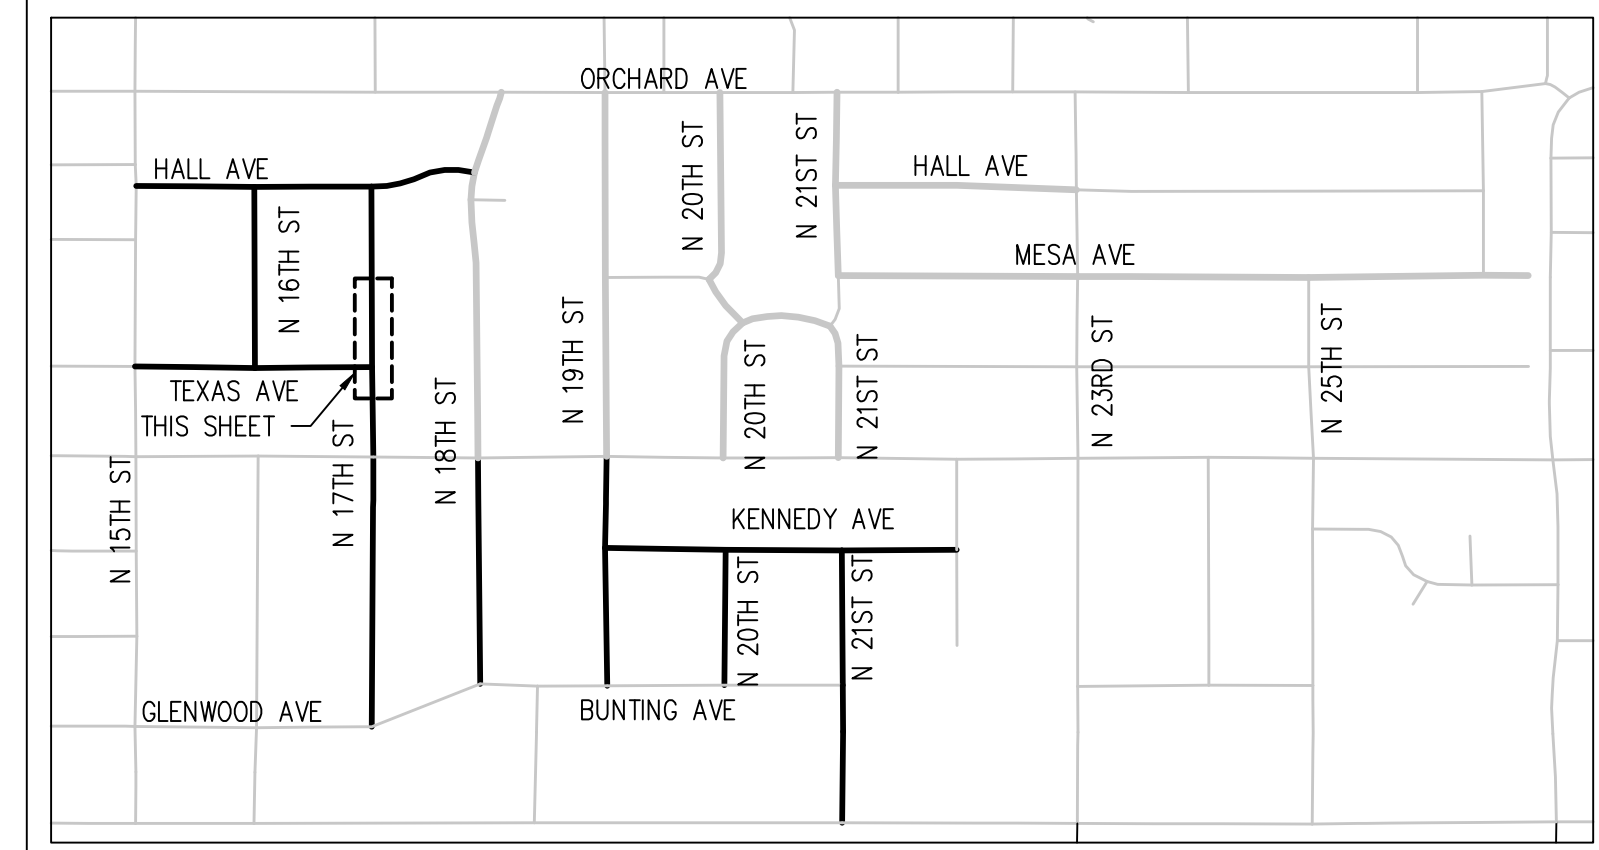 ORCHARD AVE
HALL AVE
N 20TH ST
N 21ST ST
HALL AVE
N 16TH ST
MESA AVE
N 19TH ST
N 23RD ST
N 25TH ST
TEXAS AVE
THIS SHEET
N 18TH ST
N 20TH ST
N 21ST ST
N 17TH ST
N 15TH ST
KENNEDY AVE
N 20TH ST
N 21ST ST
GLENWOOD AVE
BUNTING AVE